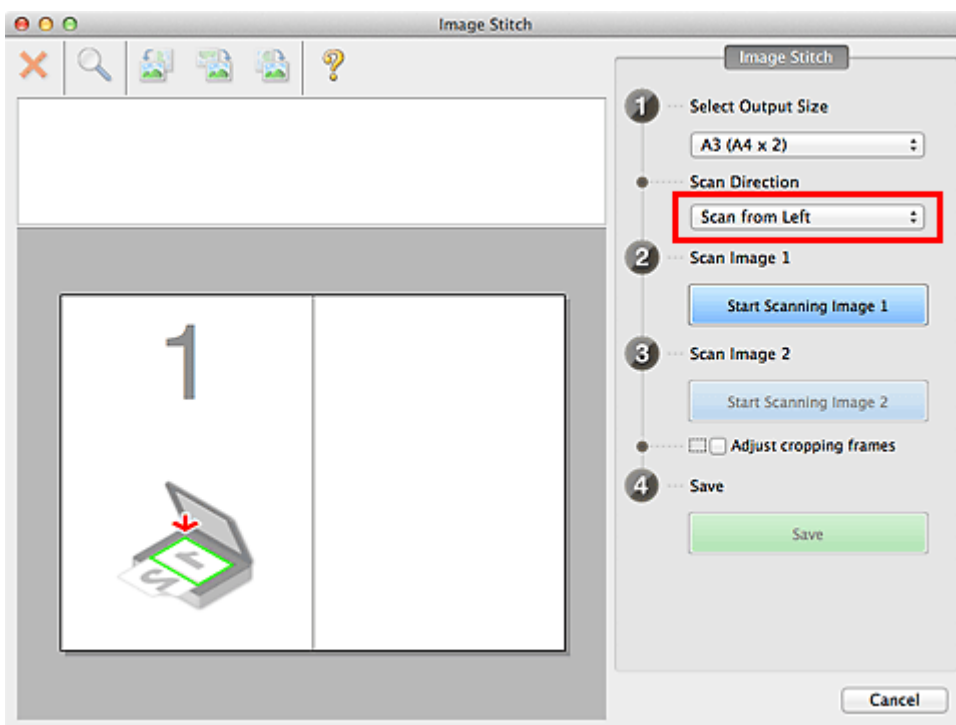 Image Stitch
Image Stitch
1 Select Output Size
A3 (A4 x 2)
Scan Direction
Scan from Left
2 Scan Image 1
Start Scanning Image 1
3 Scan Image 2
Start Scanning Image 2
Adjust cropping frames
4 Save
Save
Cancel
1
1
2